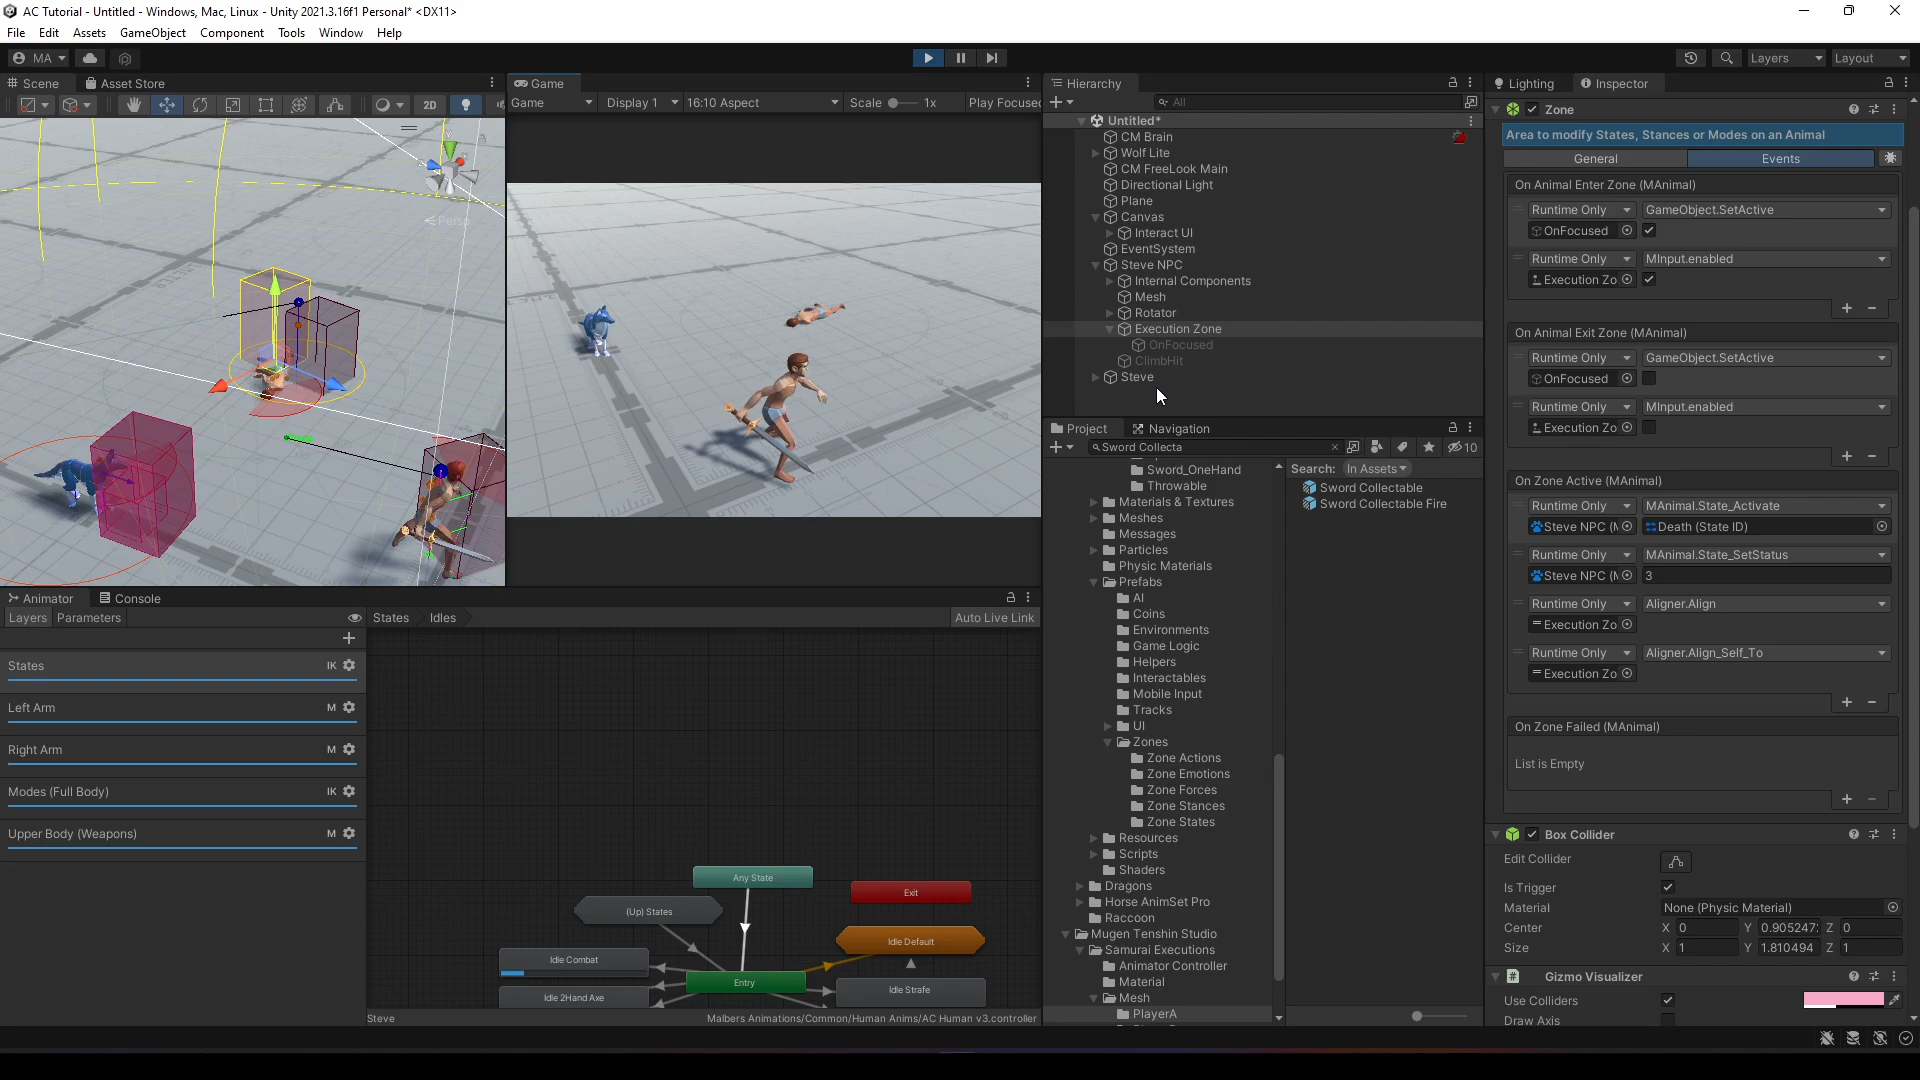 AC Tutorial - Untitled - Windows, Mac, Linux - Unity 2021.3.16f1 Personal* <DX11>
File Edit Assets GameObject Component Tools Window Help
MA Layers Layout
Scene Asset Store
2D
Persp
Game
Game Display 1 16:10 Aspect Scale 1x Play Focused
Animator Console
Layers Parameters States Idles Auto Live Link
States IK
Left Arm M
Right Arm M
Modes (Full Body) IK
Upper Body (Weapons) M
Any State
Exit
(Up) States
Idle Default
Idle Combat
Entry
Idle Strafe
Idle 2Hand Axe
Steve Malbers Animations/Common/Human Anims/AC Human v3.controller
Hierarchy
All
Untitled*
CM Brain
Wolf Lite
CM FreeLook Main
Directional Light
Plane
Canvas
Interact UI
EventSystem
Steve NPC
Internal Components
Mesh
Rotator
Execution Zone
OnFocused
ClimbHit
Steve
Project Navigation
Sword Collecta 10
Sword_OneHand
Throwable
Materials & Textures
Meshes
Messages
Particles
Physic Materials
Prefabs
AI
Coins
Environments
Game Logic
Helpers
Interactables
Mobile Input
Tracks
UI
Zones
Zone Actions
Zone Emotions
Zone Forces
Zone Stances
Zone States
Resources
Scripts
Shaders
Dragons
Horse AnimSet Pro
Raccoon
Mugen Tenshin Studio
Samurai Executions
Animator Controller
Material
Mesh
PlayerA
Search: In Assets
Sword Collectable
Sword Collectable Fire
Lighting Inspector
Zone
Area to modify States, Stances or Modes on an Animal
General Events
On Animal Enter Zone (MAnimal)
Runtime Only GameObject.SetActive
OnFocused
Runtime Only MInput.enabled
Execution Zo
On Animal Exit Zone (MAnimal)
Runtime Only GameObject.SetActive
OnFocused
Runtime Only MInput.enabled
Execution Zo
On Zone Active (MAnimal)
Runtime Only MAnimal.State_Activate
Steve NPC (M Death (State ID)
Runtime Only MAnimal.State_SetStatus
Steve NPC (M 3
Runtime Only Aligner.Align
Execution Zo
Runtime Only Aligner.Align_Self_To
Execution Zo
On Zone Failed (MAnimal)
List is Empty
Box Collider
Edit Collider
Is Trigger
Material None (Physic Material)
Center X 0 Y 0.905247: Z 0
Size X 1 Y 1.810494 Z 1
Gizmo Visualizer
Use Colliders
Draw Axis